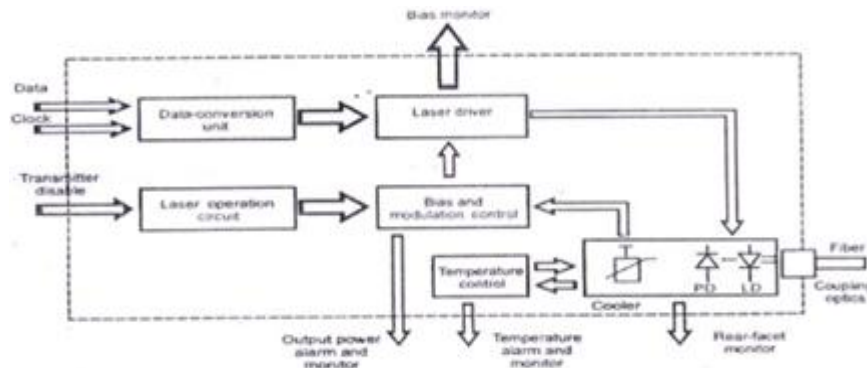 Bias monitor
Data
Clock
Data-conversion
unit
Laser driver
Transmitter
disable
Laser operation
circuit
Bias and
modulation control
Temperature
control
T
PD LD
Cooler
Fiber
Coupling
optics
Output power
alarm and
monitor
Temperature
alarm and
monitor
Rear-facet
monitor